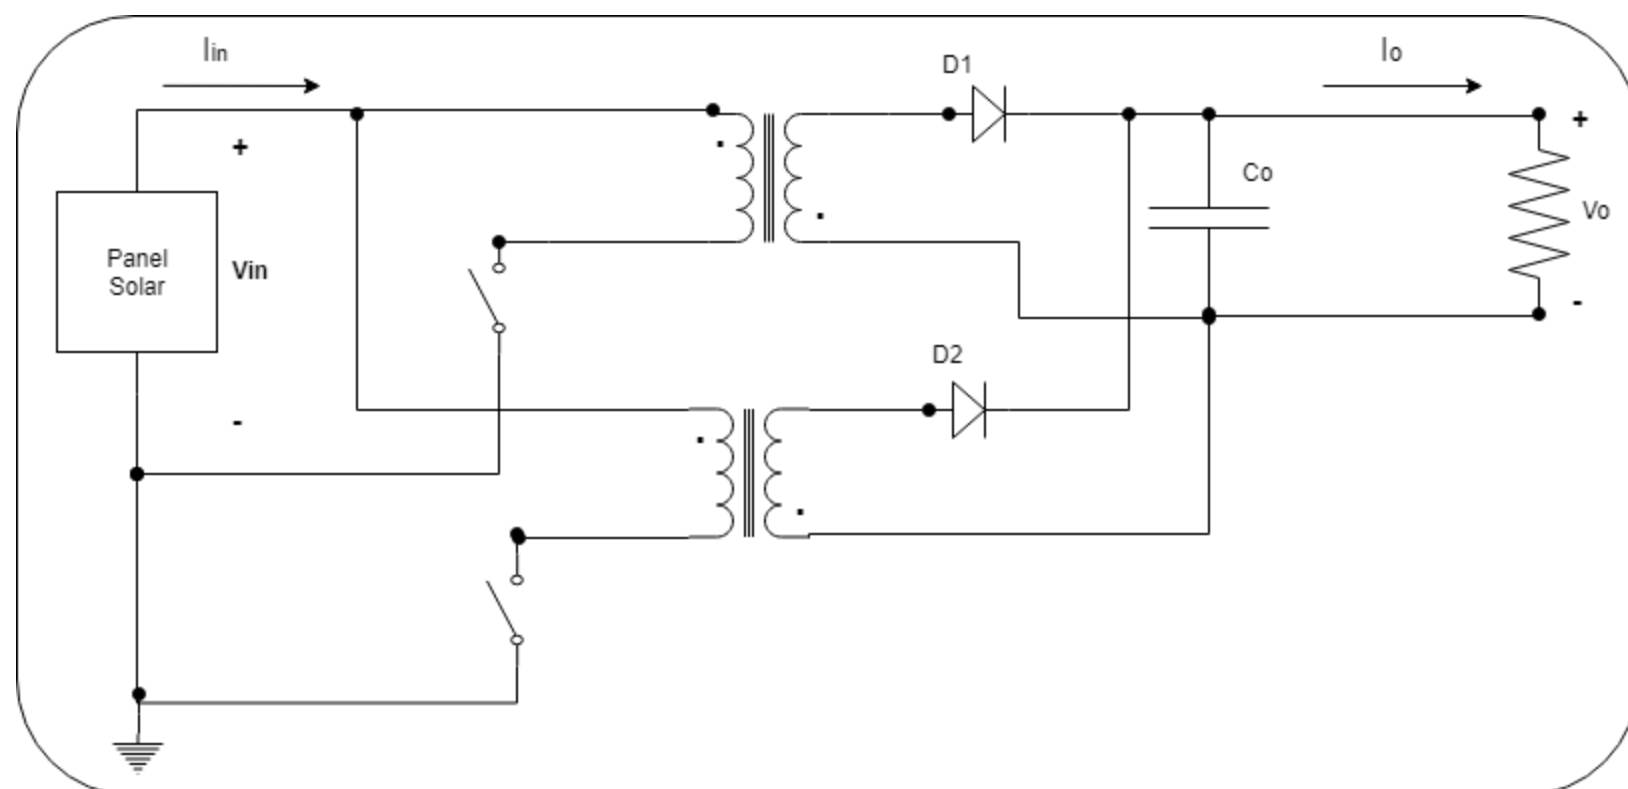 Iin
Io
D1
+
+
Co
Panel
Solar
Vin
Vo
-
D2
-